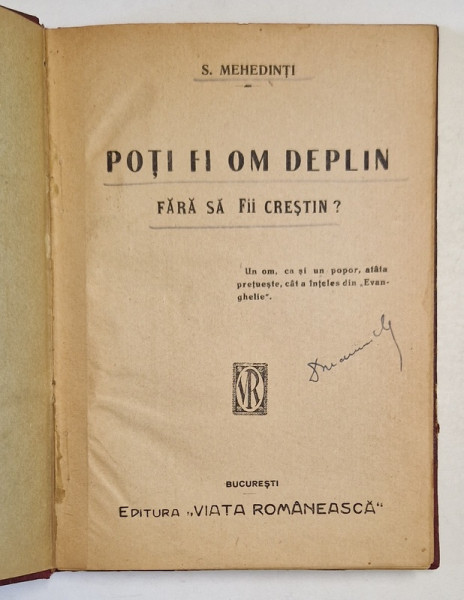 S. MEHEDINȚI
POȚI FI OM DEPLIN
FĂRĂ SĂ Fii CREȘTIN?
Un om, ca și un popor, atâta
prețuește, cât a înțeles din „Evan-
ghelie“.
VR
BUCUREȘTI
EDITURA „VIAȚA ROMÂNEASCĂ“